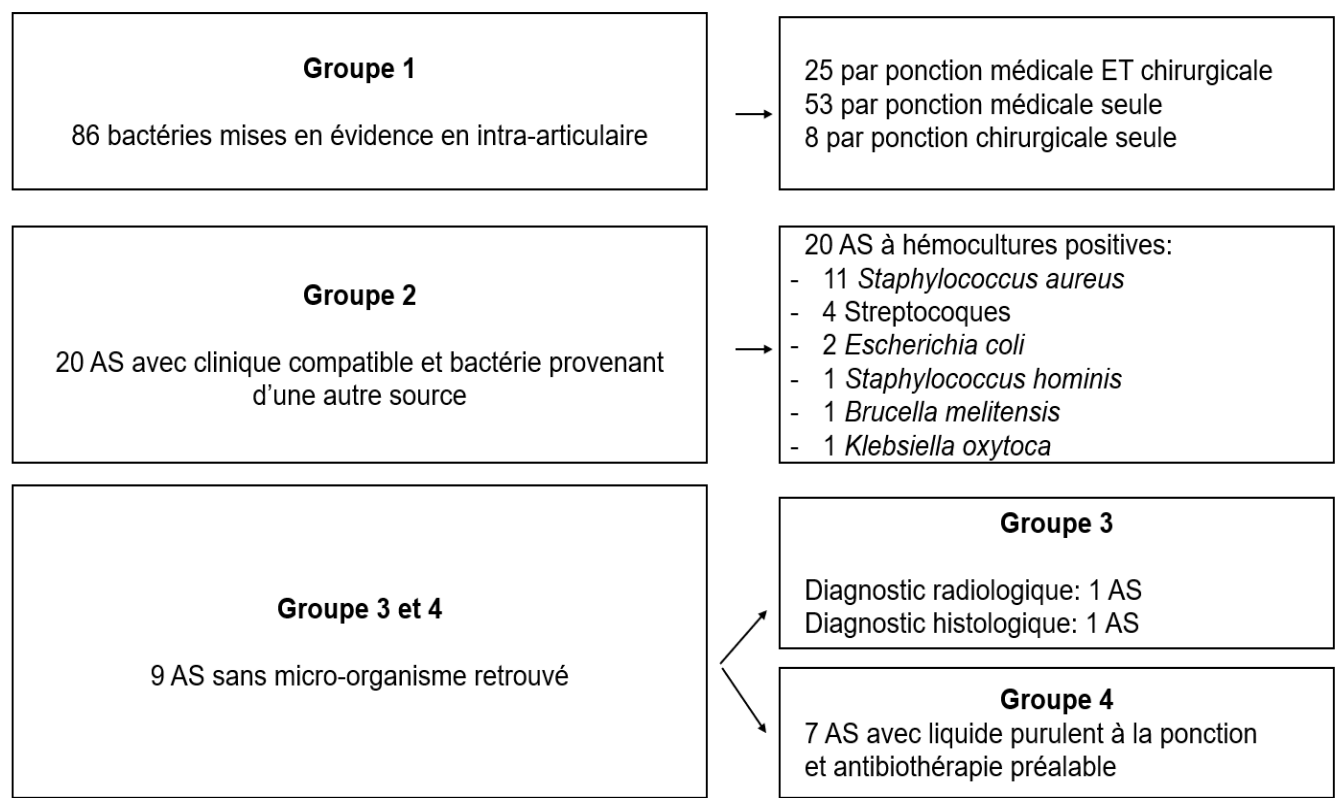 Groupe 1
86 bactéries mises en évidence en intra-articulaire
25 par ponction médicale ET chirurgicale
53 par ponction médicale seule
8 par ponction chirurgicale seule
Groupe 2
20 AS avec clinique compatible et bactérie provenant
d'une autre source
20 AS à hémocultures positives:
- 11 Staphylococcus aureus
- 4 Streptocoques
- 2 Escherichia coli
- 1 Staphylococcus hominis
- 1 Brucella melitensis
- 1 Klebsiella oxytoca
Groupe 3 et 4
9 AS sans micro-organisme retrouvé
Groupe 3
Diagnostic radiologique: 1 AS
Diagnostic histologique: 1 AS
Groupe 4
7 AS avec liquide purulent à la ponction
et antibiothérapie préalable